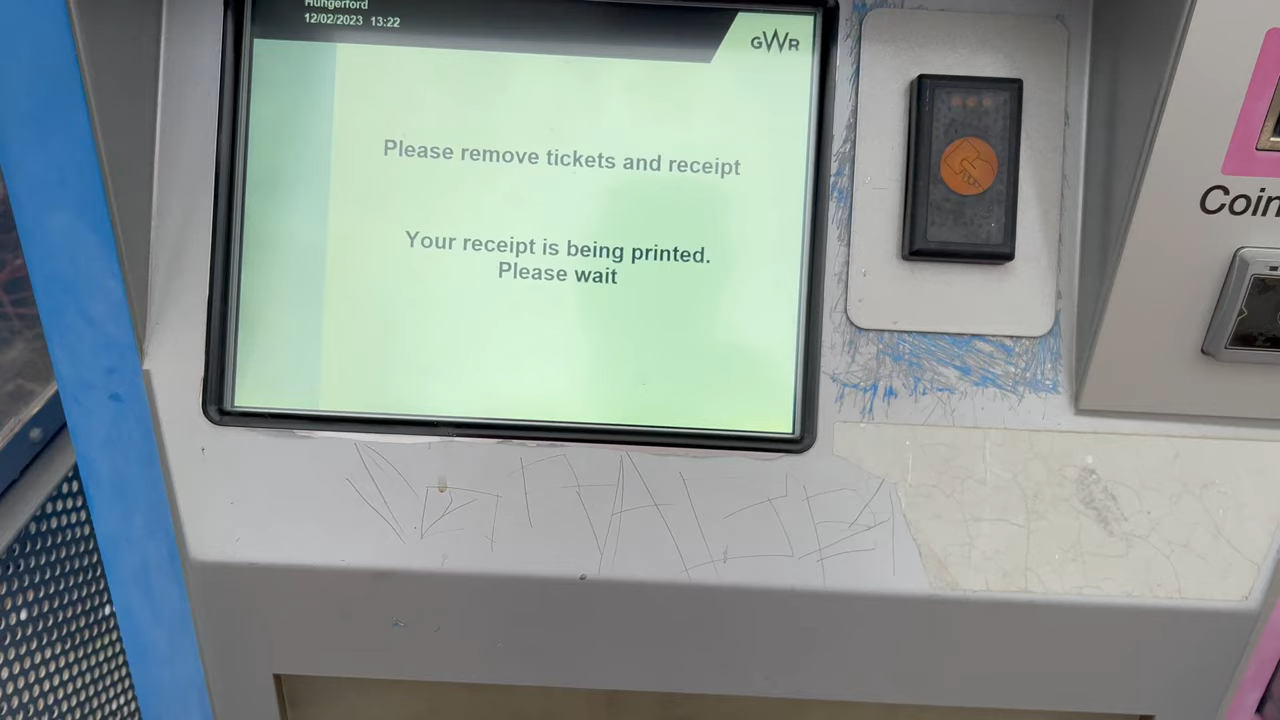 Hungerford
12/02/2023 13:22
GWR
Please remove tickets and receipt
Your receipt is being printed.
Please wait
Coin